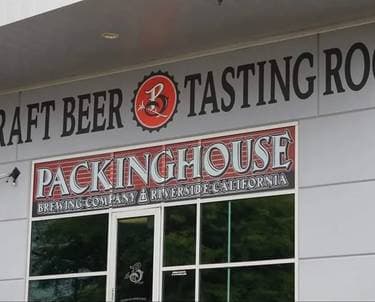 RAFT BEER TASTING ROO
PACKINGHOUSE
BREWING COMPANY RIVERSIDE CALIFORNIA